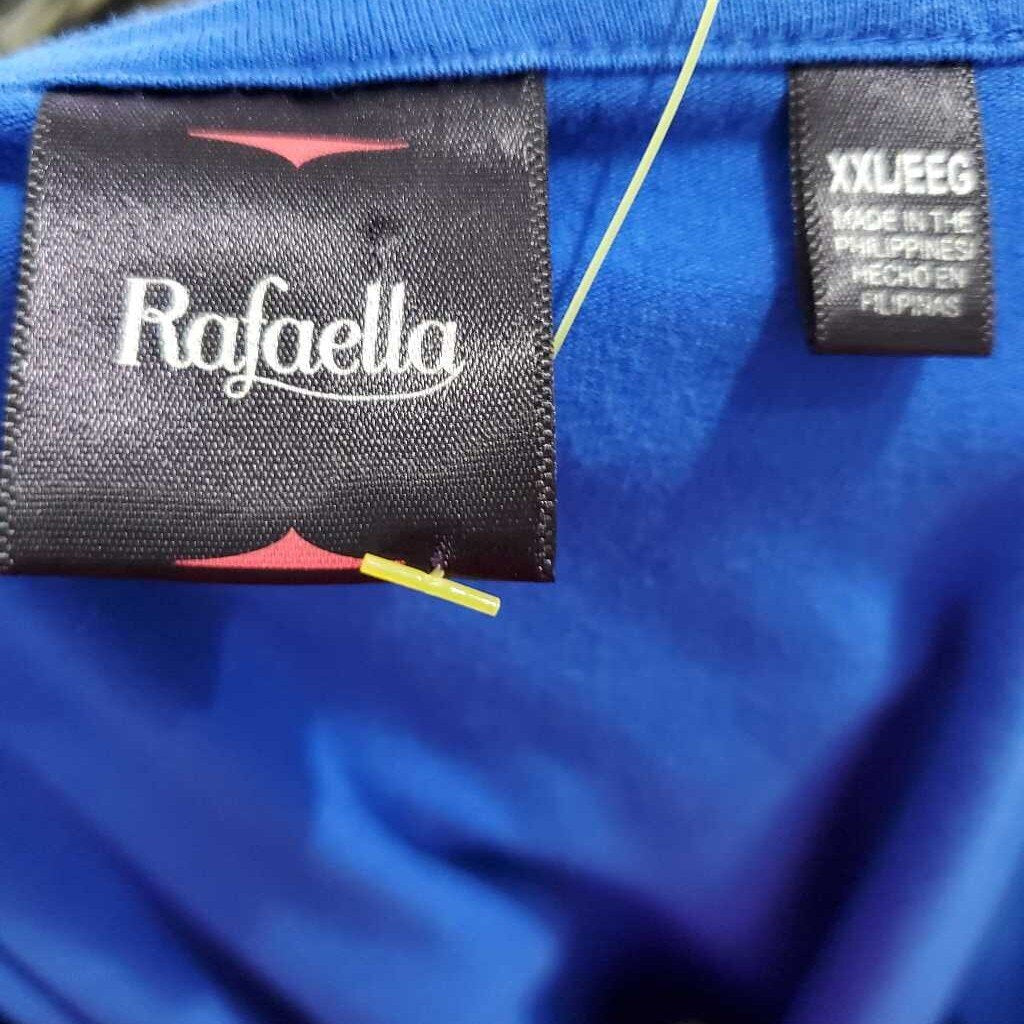 Rafaella
XXL/EEG
MADE IN THE
PHILIPPINES/
HECHO EN
FILIPINAS